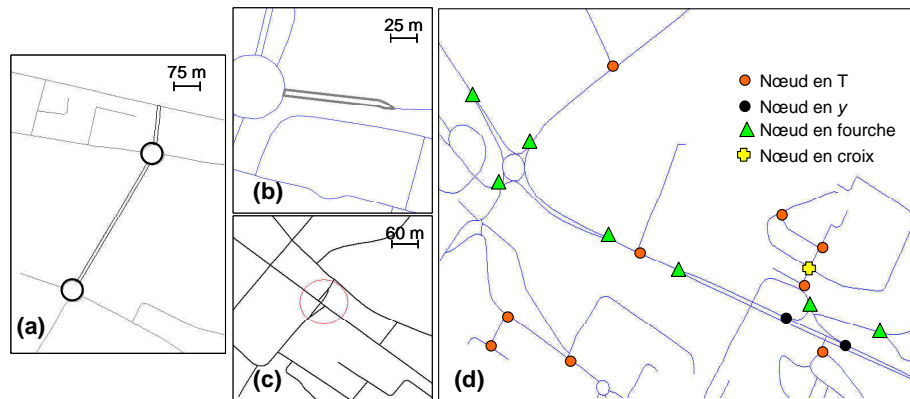 75 m
(a)
25 m
(b)
60 m
(c)
Nœud en T
Nœud en y
Nœud en fourche
Nœud en croix
(d)